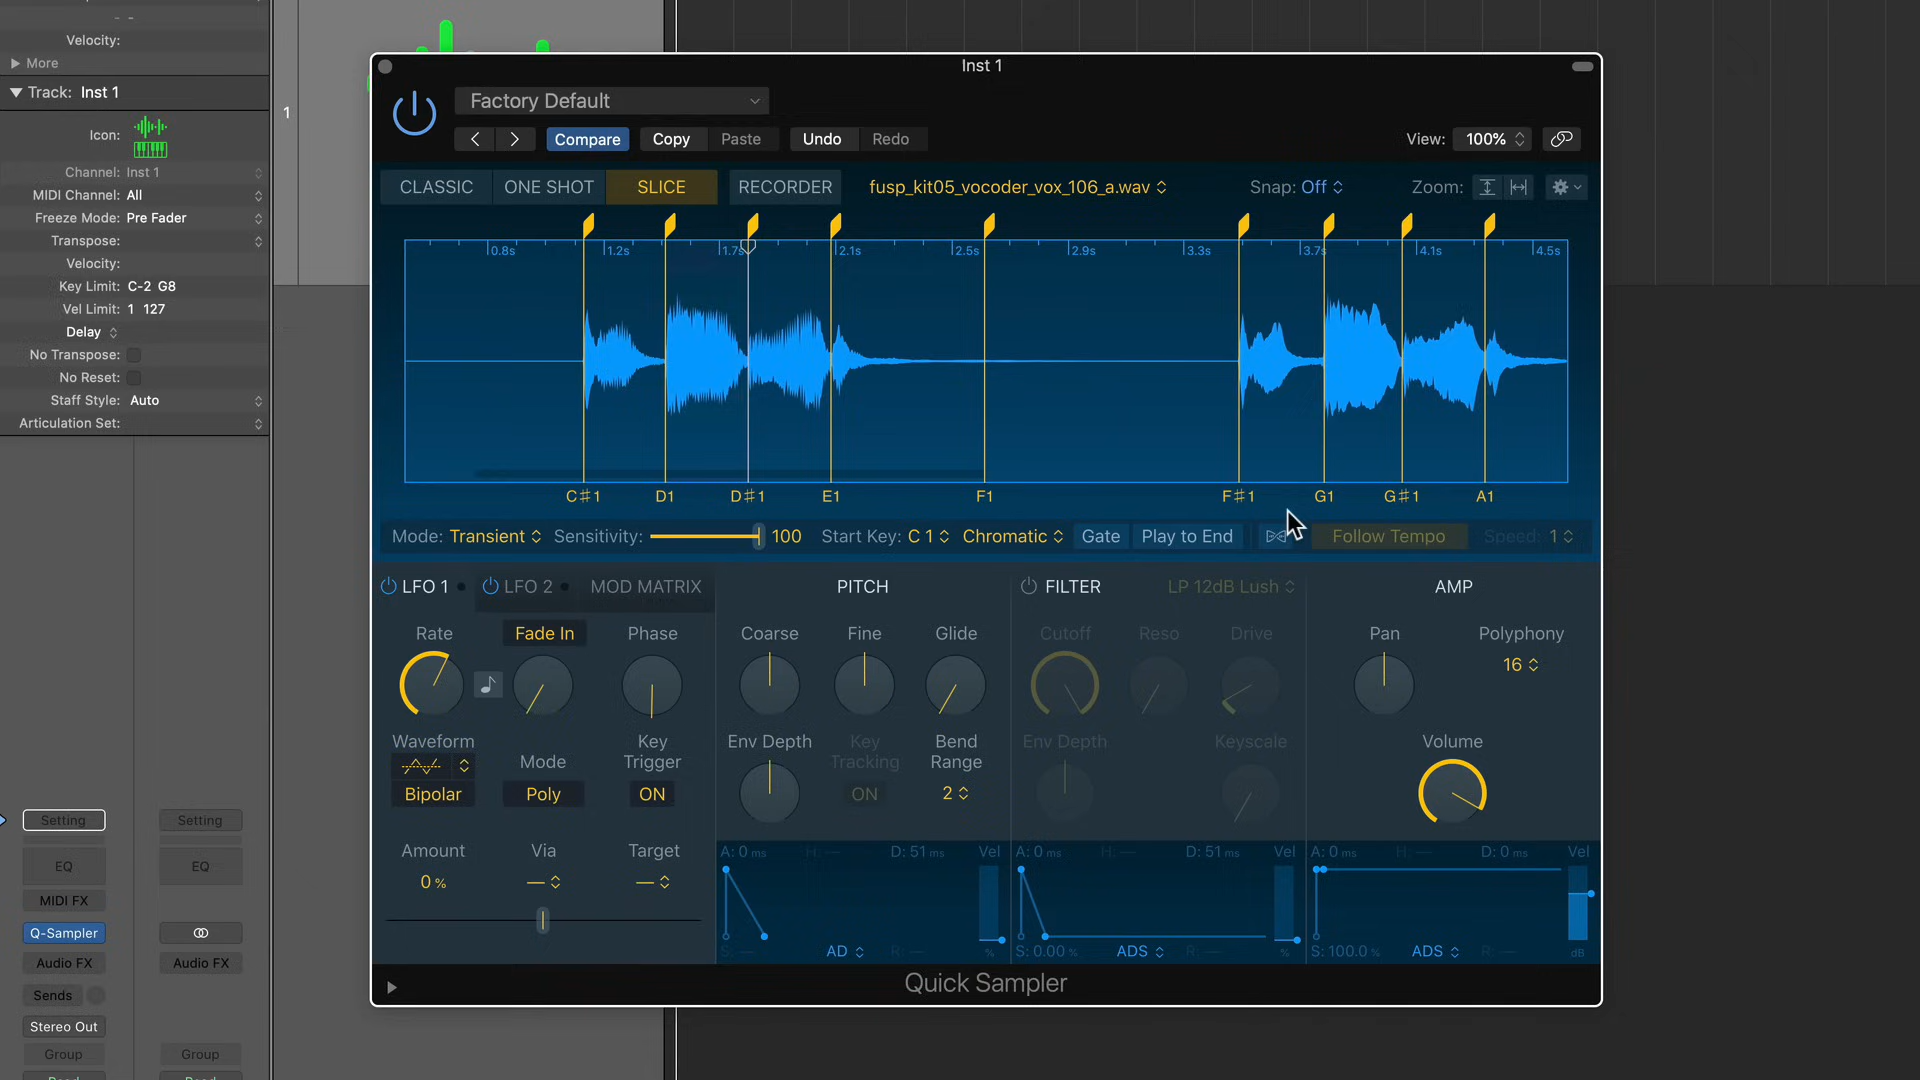 - -
Velocity:
More
Track: Inst 1
Icon:
Channel: Inst 1
MIDI Channel: All
Freeze Mode: Pre Fader
Transpose:
Velocity:
Key Limit: C-2 G8
Vel Limit: 1 127
Delay
No Transpose:
No Reset:
Staff Style: Auto
Articulation Set:
Setting Setting
EQ EQ
MIDI FX
Q-Sampler
Audio FX Audio FX
Sends
Stereo Out
Group Group
1
Inst 1
Factory Default
Compare Copy Paste Undo Redo
View: 100%
CLASSIC ONE SHOT SLICE RECORDER fusp_kit05_vocoder_vox_106_a.wav Snap: Off Zoom:
0.8s 1.2s 1.7s 2.1s 2.5s 2.9s 3.3s 3.7s 4.1s 4.5s
C♯1 D1 D♯1 E1 F1 F♯1 G1 G♯1 A1
Mode: Transient Sensitivity: 100 Start Key: C 1 Chromatic Gate Play to End Follow Tempo Speed: 1
LFO 1 LFO 2 MOD MATRIX PITCH FILTER LP 12dB Lush AMP
Rate Fade In Phase Coarse Fine Glide Cutoff Reso Drive Pan Polyphony
16
Waveform Mode Key Trigger Env Depth Key Tracking Bend Range Env Depth Keyscale Volume
Bipolar Poly ON ON 2
Amount Via Target
0 % — —
A: 0 ms H: — D: 51 ms Vel A: 0 ms H: — D: 51 ms Vel A: 0 ms H: — D: 0 ms Vel
S: — AD R: — % S: 0.00 % ADS R: — % S: 100.0 % ADS R: — dB
Quick Sampler